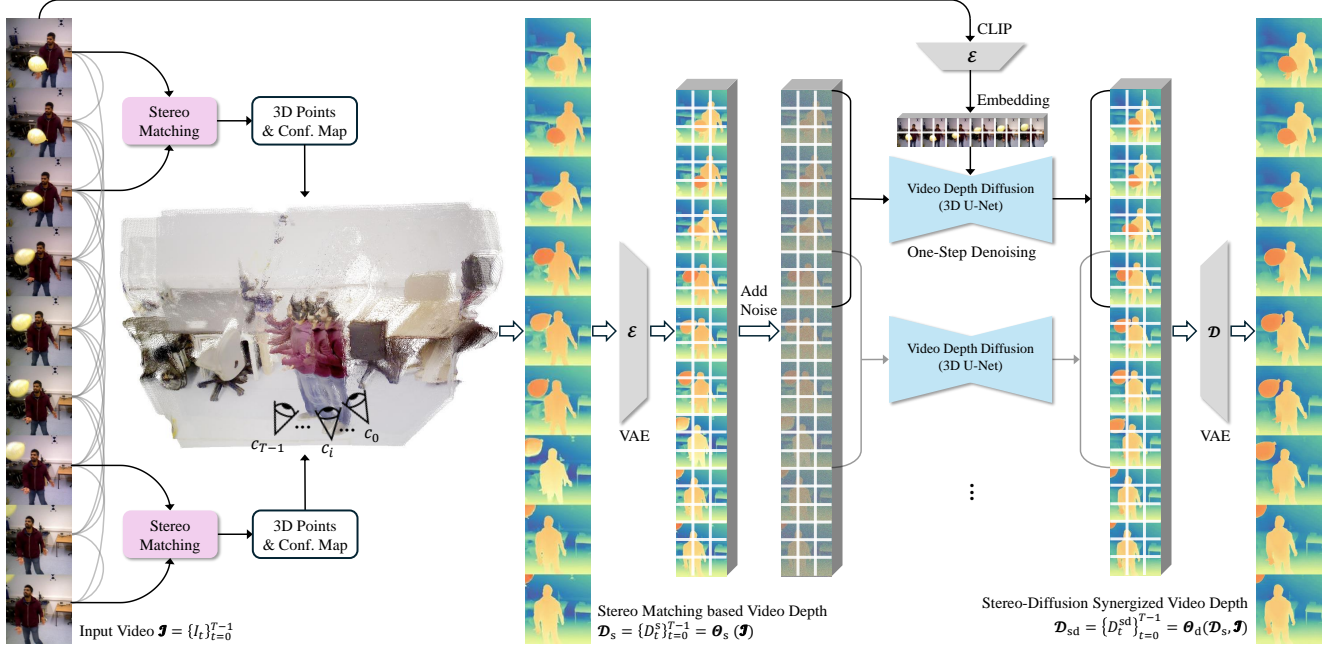 CLIP
ℰ
Embedding
Stereo
Matching
3D Points
& Conf. Map
Video Depth Diffusion
(3D U-Net)
One-Step Denoising
Add
Noise
ℰ
VAE
Video Depth Diffusion
(3D U-Net)
𝓓
VAE
c_{T−1}
...
c_i
...
c_0
⋮
Stereo
Matching
3D Points
& Conf. Map
Input Video 𝓘 = {I_t}_{t=0}^{T−1}
Stereo Matching based Video Depth
𝓓_s = {D_t^s}_{t=0}^{T−1} = 𝜣_s (𝓘)
Stereo-Diffusion Synergized Video Depth
𝓓_sd = {D_t^sd}_{t=0}^{T−1} = 𝜣_d(𝓓_s, 𝓘)